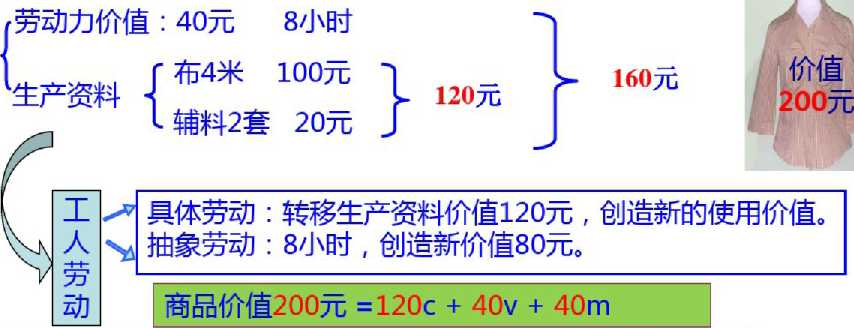 劳动力价值：40元 8小时
生产资料
布4米 100元
辅料2套 20元
120元
160元
价值
200元
工人劳动
具体劳动：转移生产资料价值120元，创造新的使用价值。
抽象劳动：8小时，创造新价值80元。
商品价值200元 =120c + 40v + 40m